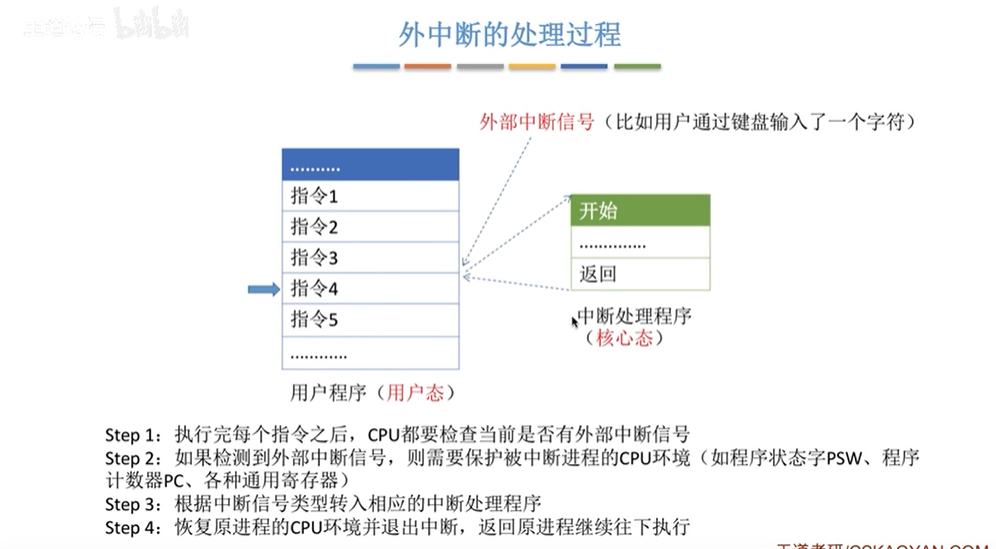 bilibili
外中断的处理过程
外部中断信号（比如用户通过键盘输入了一个字符）
..........
指令1
指令2
指令3
指令4
指令5
............
用户程序（用户态）
开始
..............
返回
中断处理程序
（核心态）
Step 1：执行完每个指令之后，CPU都要检查当前是否有外部中断信号
Step 2：如果检测到外部中断信号，则需要保护被中断进程的CPU环境（如程序状态字PSW、程序
计数器PC、各种通用寄存器）
Step 3：根据中断信号类型转入相应的中断处理程序
Step 4：恢复原进程的CPU环境并退出中断，返回原进程继续往下执行
王道考研/CSKAOYAN.COM